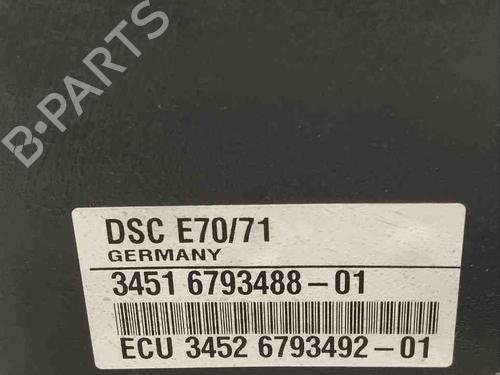 B-PARTS
DSC E70/71
GERMANY
3451 6793488-01
ECU 3452 6793492-01